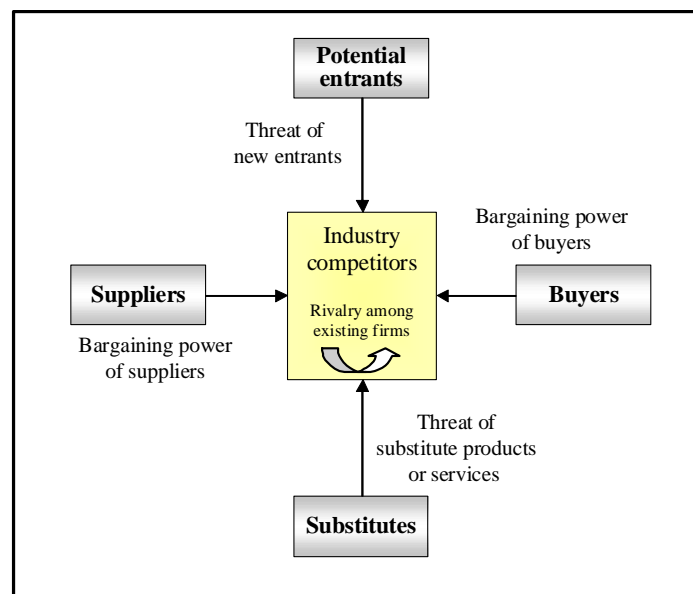 Potential
entrants
Threat of
new entrants
Industry
competitors
Bargaining power
of buyers
Suppliers
Buyers
Rivalry among
existing firms
Bargaining power
of suppliers
Threat of
substitute products
or services
Substitutes